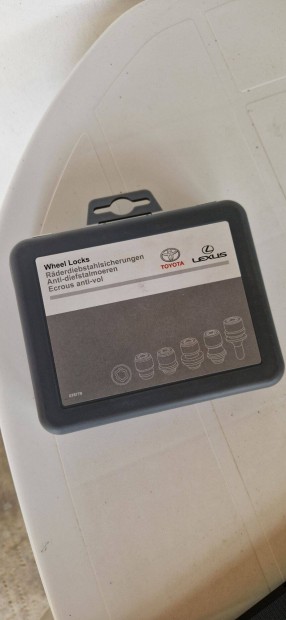 Wheel Locks
Räderdiebstahlsicherungen
Anti-diefstalmoeren
Ecrous anti-vol
TOYOTA
LEXUS